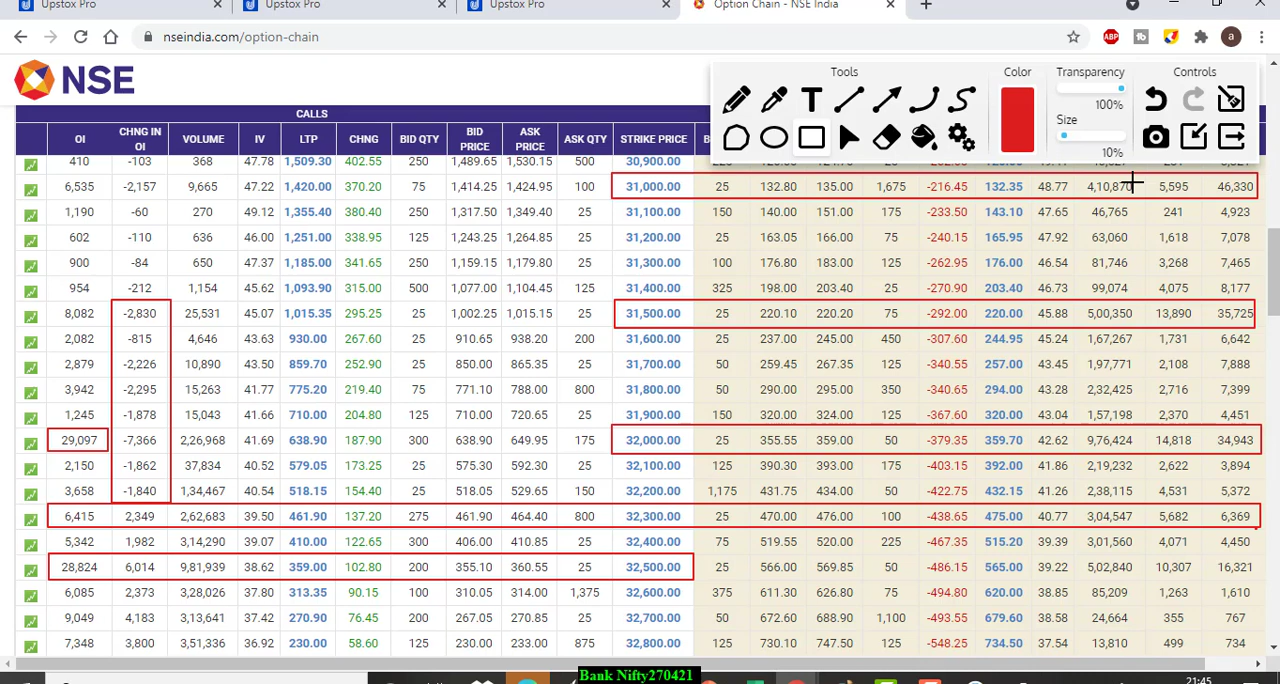 Upstox Pro × Upstox Pro × Upstox Pro × Option Chain - NSE India × +
nseindia.com/option-chain ABP a
NSE
Tools Color Transparency Controls
100%
Size
T
10%
CALLS
OI CHNG IN OI VOLUME IV LTP CHNG BID QTY BID PRICE ASK PRICE ASK QTY STRIKE PRICE
410 -103 368 47.78 1,509.30 402.55 250 1,489.65 1,530.15 500 30,900.00
6,535 -2,157 9,665 47.22 1,420.00 370.20 75 1,414.25 1,424.95 100 31,000.00 25 132.80 135.00 1,675 -216.45 132.35 48.77 4,10,870 5,595 46,330
1,190 -60 270 49.12 1,355.40 380.40 250 1,317.50 1,349.40 25 31,100.00 150 140.00 151.00 175 -233.50 143.10 47.65 46,765 241 4,923
602 -110 636 46.00 1,251.00 338.95 125 1,243.25 1,264.85 25 31,200.00 25 163.05 166.00 75 -240.15 165.95 47.92 63,060 1,618 7,078
900 -84 650 47.37 1,185.00 341.65 250 1,159.15 1,179.80 25 31,300.00 100 176.80 183.00 125 -262.95 176.00 46.54 81,746 3,268 7,465
954 -212 1,154 45.62 1,093.90 315.00 500 1,077.00 1,104.45 125 31,400.00 325 198.00 203.40 25 -270.90 203.40 46.73 99,074 4,075 8,177
8,082 -2,830 25,531 45.07 1,015.35 295.25 25 1,002.25 1,015.15 25 31,500.00 25 220.10 220.20 75 -292.00 220.00 45.88 5,00,350 13,890 35,725
2,082 -815 4,646 43.63 930.00 267.60 25 910.65 938.20 200 31,600.00 25 237.00 245.00 450 -307.60 244.95 45.24 1,67,267 1,731 6,642
2,879 -2,226 10,890 43.50 859.70 252.90 25 850.00 865.35 25 31,700.00 50 259.45 267.35 125 -340.55 257.00 43.45 1,97,771 2,108 7,888
3,942 -2,295 15,263 41.77 775.20 219.40 75 771.10 788.00 800 31,800.00 50 290.00 295.00 350 -340.65 294.00 43.28 2,32,425 2,716 7,399
1,245 -1,878 15,043 41.66 710.00 204.80 125 710.00 720.65 25 31,900.00 150 320.00 324.00 125 -367.60 320.00 43.04 1,57,198 2,370 4,451
29,097 -7,366 2,26,968 41.69 638.90 187.90 300 638.90 649.95 175 32,000.00 25 355.55 359.00 50 -379.35 359.70 42.62 9,76,424 14,818 34,943
2,150 -1,862 37,834 40.52 579.05 173.25 25 575.30 592.30 25 32,100.00 125 390.30 393.00 175 -403.15 392.00 41.86 2,19,232 2,622 3,894
3,658 -1,840 1,34,467 40.54 518.15 154.40 25 518.05 529.65 150 32,200.00 1,175 431.75 434.00 50 -422.75 432.15 41.26 2,38,115 4,531 5,372
6,415 2,349 2,62,683 39.50 461.90 137.20 275 461.90 464.40 800 32,300.00 25 470.00 476.00 100 -438.65 475.00 40.77 3,04,547 5,682 6,369
5,342 1,982 3,14,290 39.07 410.00 122.65 300 406.00 410.85 25 32,400.00 75 519.55 520.00 225 -467.35 515.20 39.39 3,01,560 4,071 4,450
28,824 6,014 9,81,939 38.62 359.00 102.80 200 355.10 360.55 25 32,500.00 25 566.00 569.85 50 -486.15 565.00 39.22 5,02,840 10,307 16,321
6,085 2,373 3,28,026 37.80 313.35 90.15 100 310.05 314.00 1,375 32,600.00 375 611.30 626.80 75 -494.80 620.00 38.85 85,209 1,263 1,610
9,049 4,183 3,13,641 37.42 270.90 76.45 100 267.05 270.85 25 32,700.00 50 672.60 688.90 1,100 -493.55 679.60 38.58 24,664 355 767
7,348 3,800 3,51,336 36.92 230.00 58.60 125 230.00 233.00 875 32,800.00 125 730.10 747.50 125 -548.25 734.50 37.74 13,810 499 734
Bank Nifty270421
21:45